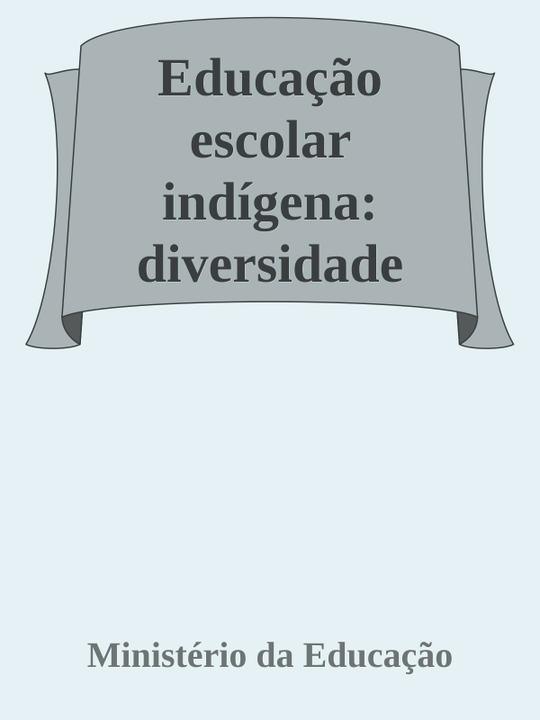 Educação
escolar
indígena:
diversidade
Ministério da Educação